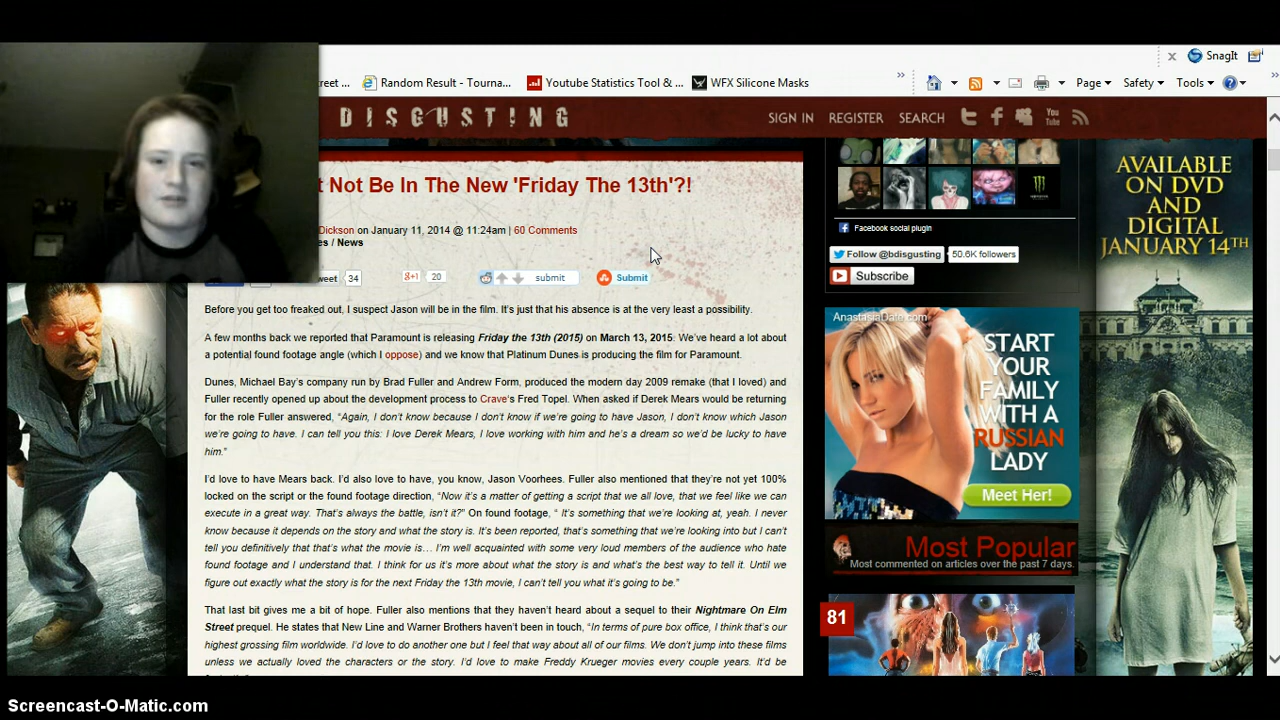 SnagIt
reet ...
Random Result - Tourna...
Youtube Statistics Tool & ...
WFX Silicone Masks
Page
Safety
Tools
DISGUSTING
SIGN IN
REGISTER
SEARCH
You
Tube
t Not Be In The New 'Friday The 13th'?!
Dickson on January 11, 2014 @ 11:24am | 60 Comments
es / News
tweet
34
g+1
20
submit
Submit
Before you get too freaked out, I suspect Jason will be in the film. It's just that his absence is at the very least a possibility.
A few months back we reported that Paramount is releasing Friday the 13th (2015) on March 13, 2015. We've heard a lot about
a potential found footage angle (which I oppose) and we know that Platinum Dunes is producing the film for Paramount.
Dunes, Michael Bay's company run by Brad Fuller and Andrew Form, produced the modern day 2009 remake (that I loved) and
Fuller recently opened up about the development process to Crave's Fred Topel. When asked if Derek Mears would be returning
for the role Fuller answered, "Again, I don't know because I don't know if we're going to have Jason, I don't know which Jason
we're going to have. I can tell you this: I love Derek Mears, I love working with him and he's a dream so we'd be lucky to have
him."
I'd love to have Mears back. I'd also love to have, you know, Jason Voorhees. Fuller also mentioned that they're not yet 100%
locked on the script or the found footage direction, "Now it's a matter of getting a script that we all love, that we feel like we can
execute in a great way. That's always the battle, isn't it?" On found footage, " It's something that we're looking at, yeah. I never
know because it depends on the story and what the story is. It's been reported, that's something that we're looking into but I can't
tell you definitively that that's what the movie is… I'm well acquainted with some very loud members of the audience who hate
found footage and I understand that. I think for us it's more about what the story is and what's the best way to tell it. Until we
figure out exactly what the story is for the next Friday the 13th movie, I can't tell you what it's going to be."
That last bit gives me a bit of hope. Fuller also mentions that they haven't heard about a sequel to their Nightmare On Elm
Street prequel. He states that New Line and Warner Brothers haven't been in touch, "In terms of pure box office, I think that's our
highest grossing film worldwide. I'd love to do another one but I feel that way about all of our films. We don't jump into these films
unless we actually loved the characters or the story. I'd love to make Freddy Krueger movies every couple years. It'd be
Facebook social plugin
Follow @bdisgusting
50.6K followers
Subscribe
AnastasiaDate.com
START
YOUR
FAMILY
WITH A
RUSSIAN
LADY
Meet Her!
Most Popular
Most commented on articles over the past 7 days.
81
AVAILABLE
ON DVD
AND
DIGITAL
JANUARY 14TH
Screencast-O-Matic.com